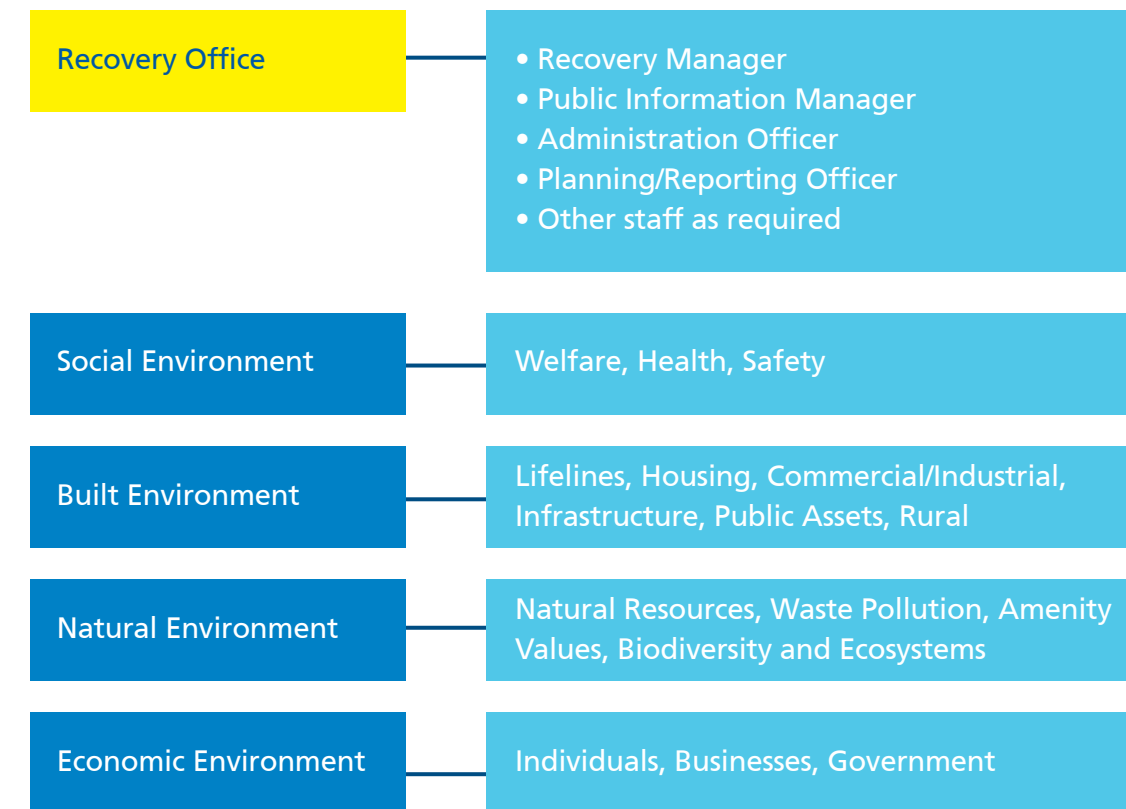 Recovery Office
• Recovery Manager
• Public Information Manager
• Administration Officer
• Planning/Reporting Officer
• Other staff as required
Social Environment
Welfare, Health, Safety
Built Environment
Lifelines, Housing, Commercial/Industrial,
Infrastructure, Public Assets, Rural
Natural Environment
Natural Resources, Waste Pollution, Amenity
Values, Biodiversity and Ecosystems
Economic Environment
Individuals, Businesses, Government